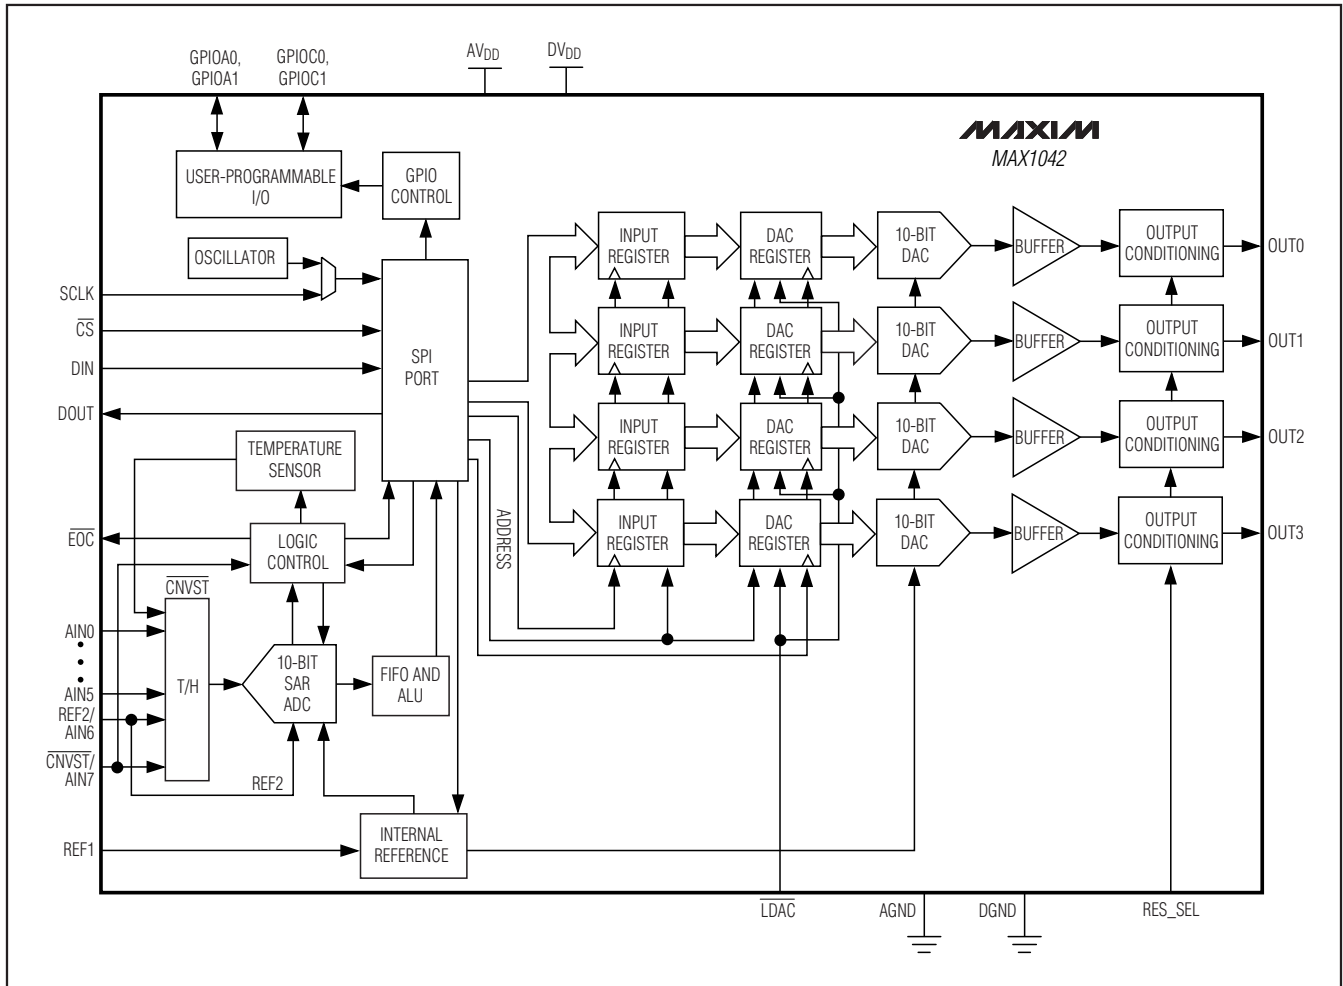 GPIOA0,
GPIOA1
GPIOC0,
GPIOC1
AVDD
DVDD
MAXIM
MAX1042
USER-PROGRAMMABLE
I/O
GPIO
CONTROL
OSCILLATOR
SCLK
CS
DIN
DOUT
SPI
PORT
INPUT
REGISTER
DAC
REGISTER
10-BIT
DAC
BUFFER
OUTPUT
CONDITIONING
OUT0
INPUT
REGISTER
DAC
REGISTER
10-BIT
DAC
BUFFER
OUTPUT
CONDITIONING
OUT1
INPUT
REGISTER
DAC
REGISTER
10-BIT
DAC
BUFFER
OUTPUT
CONDITIONING
OUT2
INPUT
REGISTER
DAC
REGISTER
10-BIT
DAC
BUFFER
OUTPUT
CONDITIONING
OUT3
TEMPERATURE
SENSOR
ADDRESS
EOC
LOGIC
CONTROL
CNVST
AIN0
AIN5
REF2/
AIN6
CNVST/
AIN7
T/H
10-BIT
SAR
ADC
FIFO AND
ALU
REF2
REF1
INTERNAL
REFERENCE
LDAC
AGND
DGND
RES_SEL